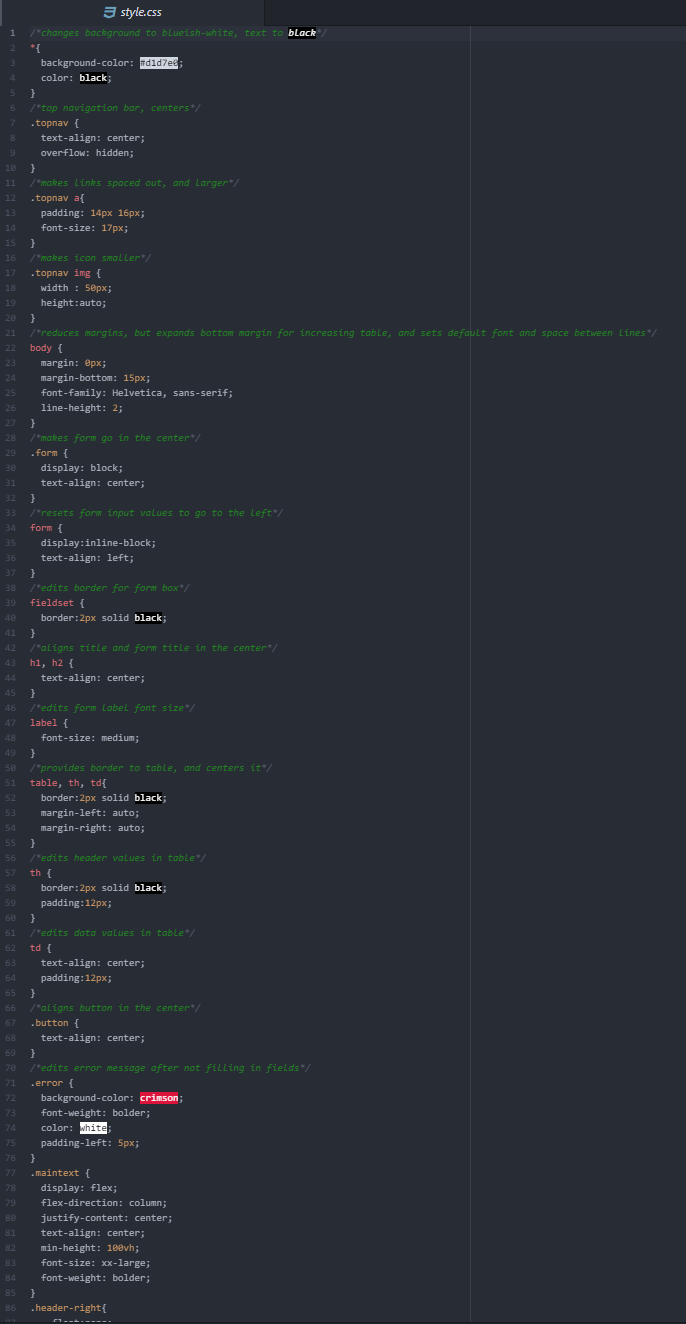 style.css
1 /*changes background to blueish-white, text to black*/
2 *{
3 background-color: #d1d7e0;
4 color: black;
5 }
6 /*top navigation bar, centers*/
7 .topnav {
8 text-align: center;
9 overflow: hidden;
10 }
11 /*makes links spaced out, and larger*/
12 .topnav a{
13 padding: 14px 16px;
14 font-size: 17px;
15 }
16 /*makes icon smaller*/
17 .topnav img {
18 width : 50px;
19 height:auto;
20 }
21 /*reduces margins, but expands bottom margin for increasing table, and sets default font and space between lines*/
22 body {
23 margin: 0px;
24 margin-bottom: 15px;
25 font-family: Helvetica, sans-serif;
26 line-height: 2;
27 }
28 /*makes form go in the center*/
29 .form {
30 display: block;
31 text-align: center;
32 }
33 /*resets form input values to go to the left*/
34 form {
35 display:inline-block;
36 text-align: left;
37 }
38 /*edits border for form box*/
39 fieldset {
40 border:2px solid black;
41 }
42 /*aligns title and form title in the center*/
43 h1, h2 {
44 text-align: center;
45 }
46 /*edits form label font size*/
47 label {
48 font-size: medium;
49 }
50 /*provides border to table, and centers it*/
51 table, th, td{
52 border:2px solid black;
53 margin-left: auto;
54 margin-right: auto;
55 }
56 /*edits header values in table*/
57 th {
58 border:2px solid black;
59 padding:12px;
60 }
61 /*edits data values in table*/
62 td {
63 text-align: center;
64 padding:12px;
65 }
66 /*aligns button in the center*/
67 .button {
68 text-align: center;
69 }
70 /*edits error message after not filling in fields*/
71 .error {
72 background-color: crimson;
73 font-weight: bolder;
74 color: white;
75 padding-left: 5px;
76 }
77 .maintext {
78 display: flex;
79 flex-direction: column;
80 justify-content: center;
81 text-align: center;
82 min-height: 100vh;
83 font-size: xx-large;
84 font-weight: bolder;
85 }
86 .header-right{